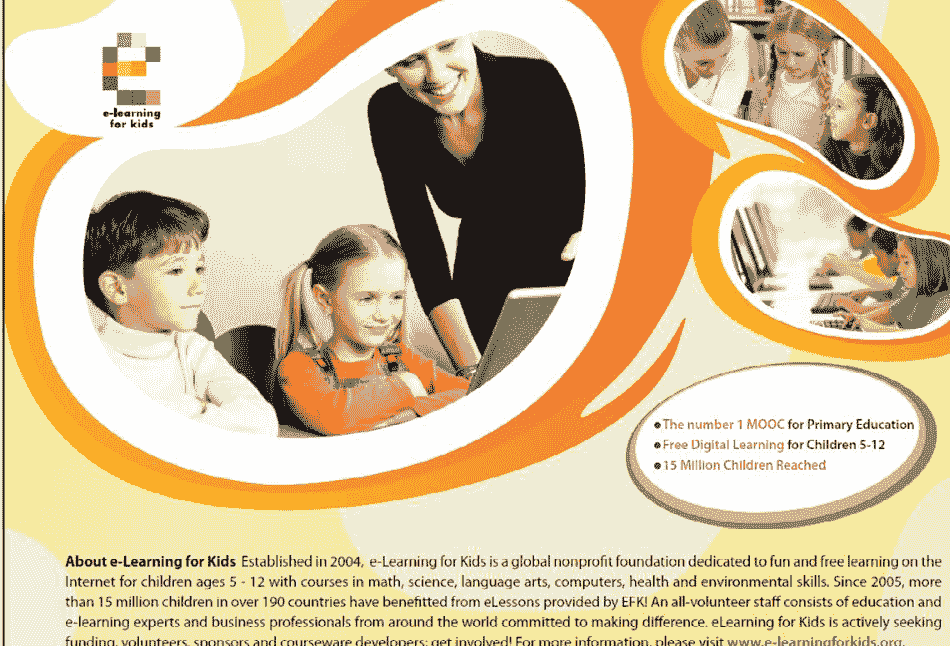 e-learning
for kids
The number 1 MOOC for Primary Education
Free Digital Learning for Children 5-12
15 Million Children Reached
About e-Learning for Kids Established in 2004, e-Learning for Kids is a global nonprofit foundation dedicated to fun and free learning on the
Internet for children ages 5 - 12 with courses in math, science, language arts, computers, health and environmental skills. Since 2005, more
than 15 million children in over 190 countries have benefitted from eLessons provided by EFK! An all-volunteer staff consists of education and
e-learning experts and business professionals from around the world committed to making difference. eLearning for Kids is actively seeking
funding, volunteers, sponsors and courseware developers; get involved! For more information, please visit www.e-learningforkids.org.